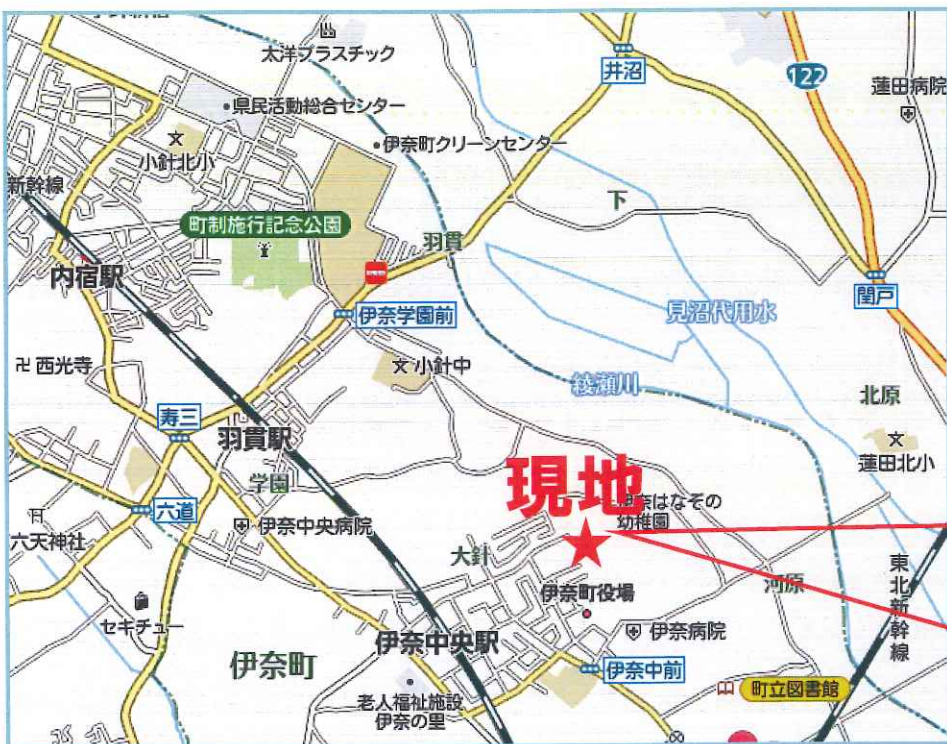 太洋プラスチック
井沼
122
蓮田病院
県民活動総合センター
小針北小
伊奈町クリーンセンター
新幹線
下
町制施行記念公園
羽貫
内宿駅
閏戸
伊奈学園前
見沼代用水
西光寺
小針中
綾瀬川
北原
寿三
羽貫駅
蓮田北小
学園
現地
伊奈はなぞの
幼稚園
六道
伊奈中央病院
六天神社
大針
東北新幹線
河原
伊奈町役場
セキチュー
伊奈中央駅
伊奈病院
伊奈町
伊奈中前
老人福祉施設
伊奈の里
町立図書館